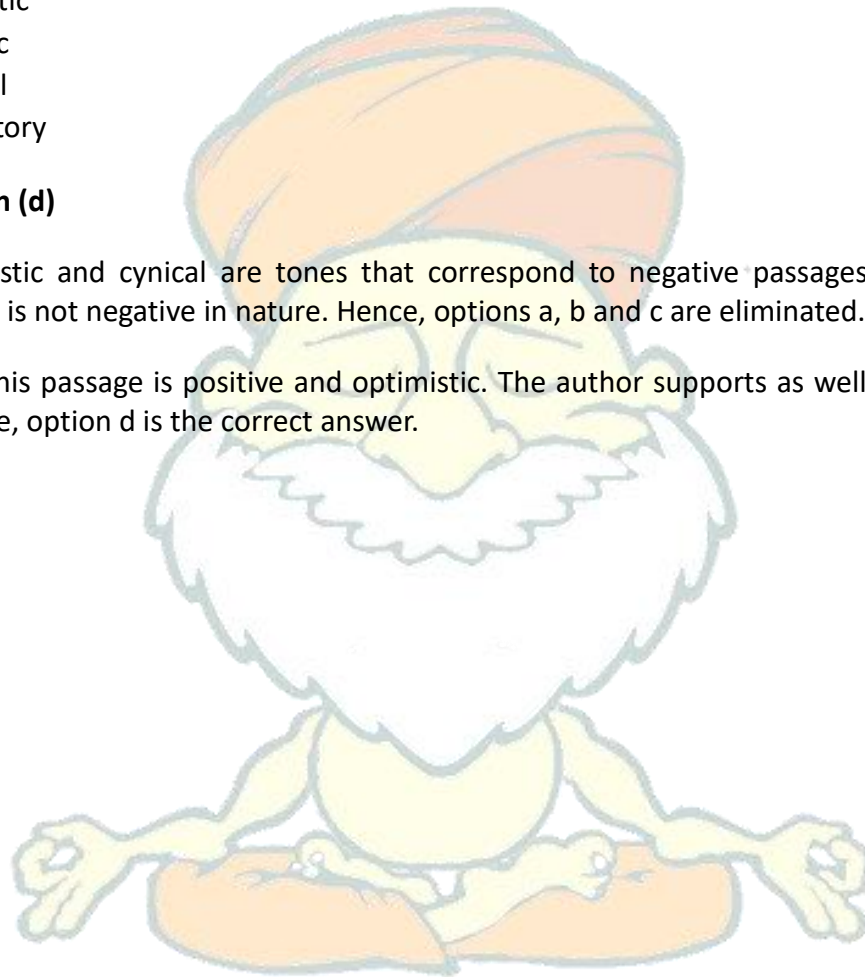 tic
c
l
tory
n (d)
stic and cynical are tones that correspond to negative passages
is not negative in nature. Hence, options a, b and c are eliminated.
his passage is positive and optimistic. The author supports as well
e, option d is the correct answer.